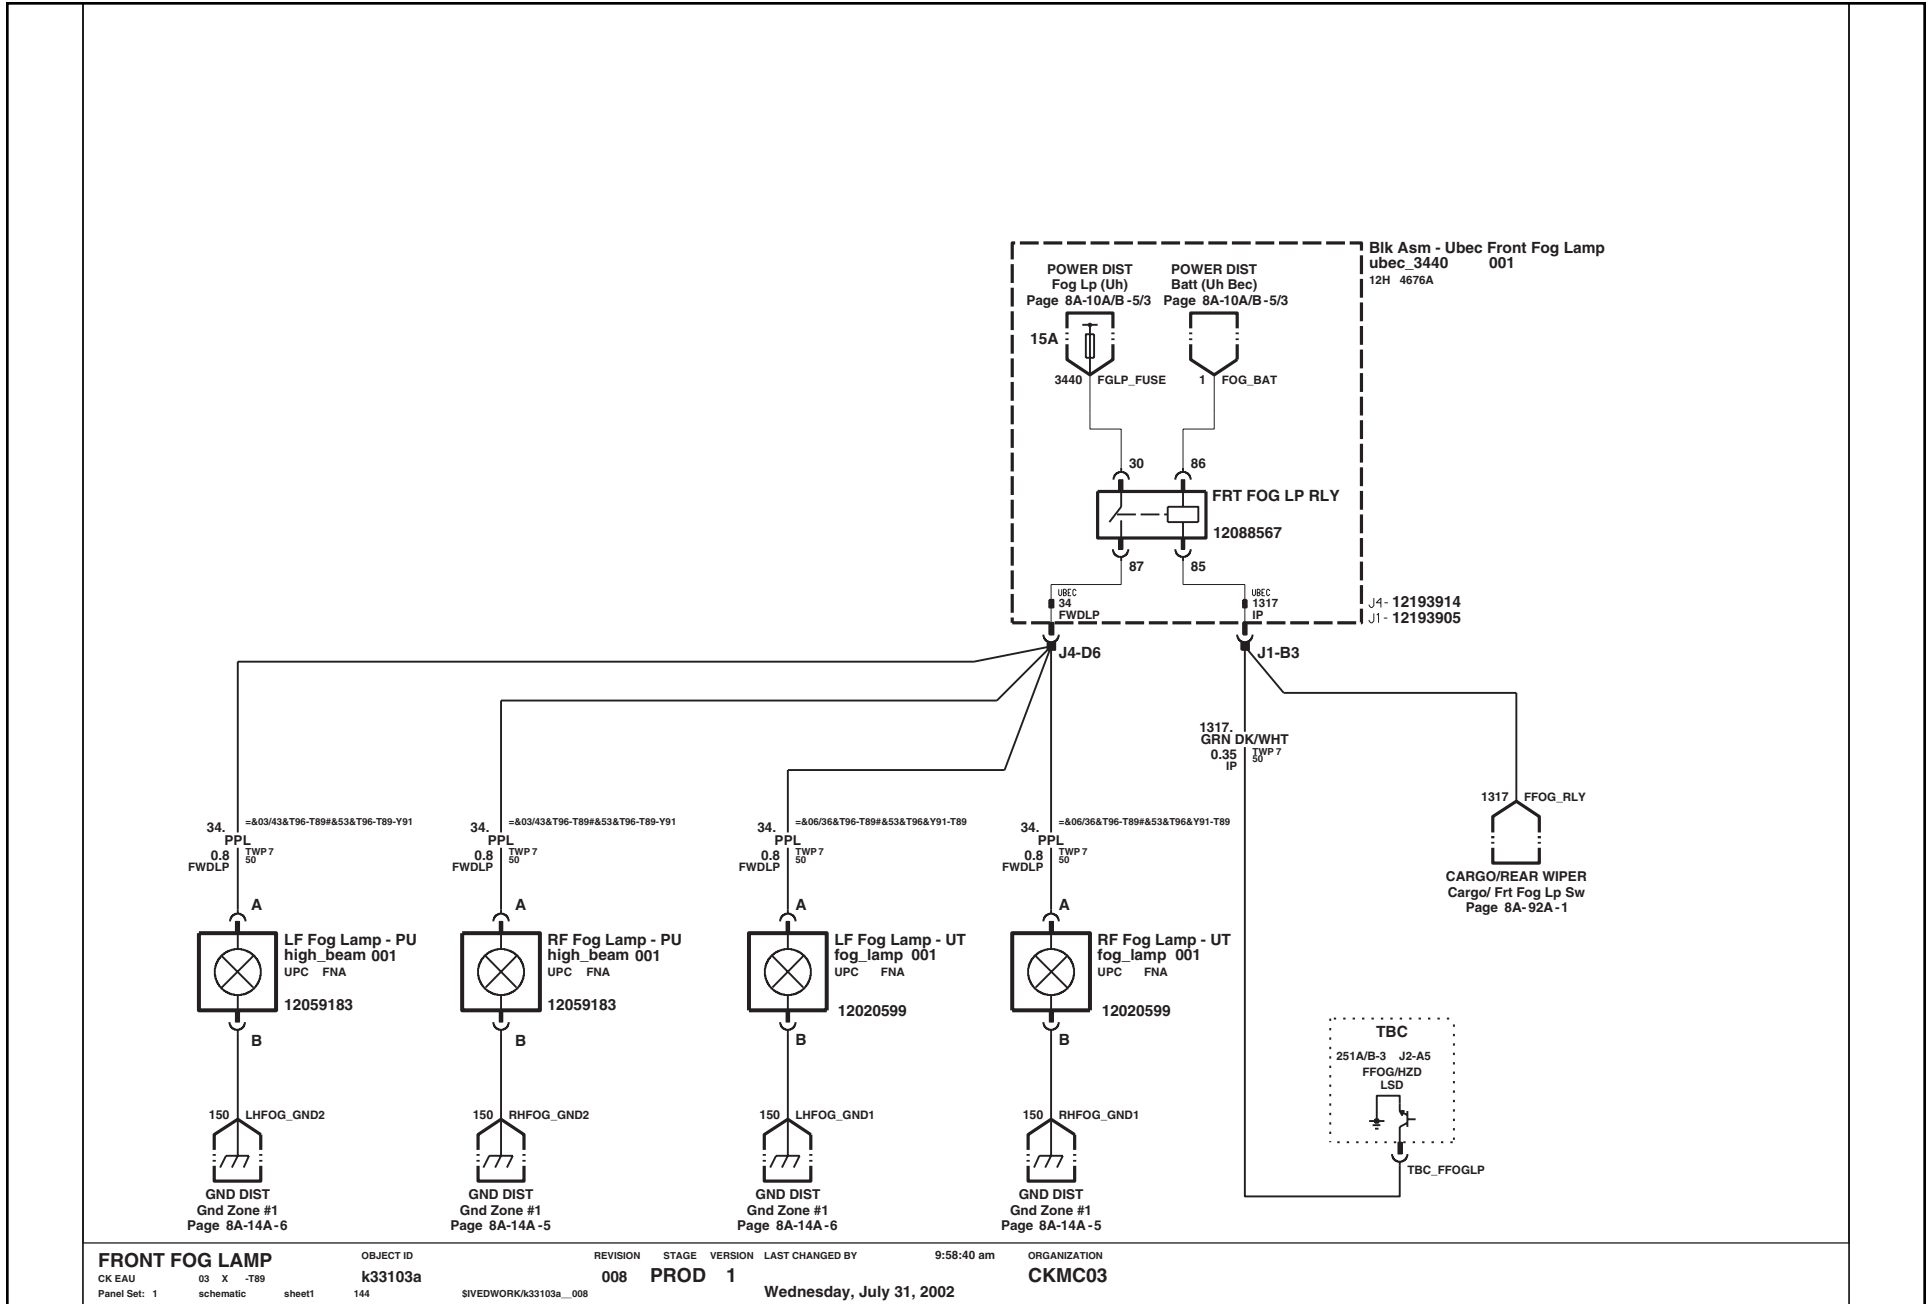 Blk Asm - Ubec Front Fog Lamp
ubec_3440 001
12H 4676A
POWER DIST
Fog Lp (Uh)
Page 8A-10A/B-5/3
POWER DIST
Batt (Uh Bec)
Page 8A-10A/B-5/3
15A
3440 FGLP_FUSE
1 FOG_BAT
30
86
FRT FOG LP RLY
12088567
87
85
UBEC
34
FWDLP
UBEC
1317
IP
J4- 12193914
J1- 12193905
J4-D6
J1-B3
1317.
GRN DK/WHT
0.35
IP
TWP 7
50
1317 FFOG_RLY
CARGO/REAR WIPER
Cargo/ Frt Fog Lp Sw
Page 8A-92A-1
34.
PPL
0.8
FWDLP
=&03/43&T96-T89#&53&T96-T89-Y91
TWP 7
50
A
LF Fog Lamp - PU
high_beam 001
UPC FNA
12059183
B
150 LHFOG_GND2
GND DIST
Gnd Zone #1
Page 8A-14A-6
34.
PPL
0.8
FWDLP
=&03/43&T96-T89#&53&T96-T89-Y91
TWP 7
50
A
RF Fog Lamp - PU
high_beam 001
UPC FNA
12059183
B
150 RHFOG_GND2
GND DIST
Gnd Zone #1
Page 8A-14A-5
34.
PPL
0.8
FWDLP
=&06/36&T96-T89#&53&T96&Y91-T89
TWP 7
50
A
LF Fog Lamp - UT
fog_lamp 001
UPC FNA
12020599
B
150 LHFOG_GND1
GND DIST
Gnd Zone #1
Page 8A-14A-6
34.
PPL
0.8
FWDLP
=&06/36&T96-T89#&53&T96&Y91-T89
TWP 7
50
A
RF Fog Lamp - UT
fog_lamp 001
UPC FNA
12020599
B
150 RHFOG_GND1
GND DIST
Gnd Zone #1
Page 8A-14A-5
TBC
251A/B-3 J2-A5
FFOG/HZD
LSD
TBC_FFOGLP
FRONT FOG LAMP
CK EAU 03 X -T89
Panel Set: 1 schematic sheet1 144
OBJECT ID
k33103a
$IVEDWORK/k33103a__008
REVISION STAGE VERSION LAST CHANGED BY 9:58:40 am
008 PROD 1
Wednesday, July 31, 2002
ORGANIZATION
CKMC03